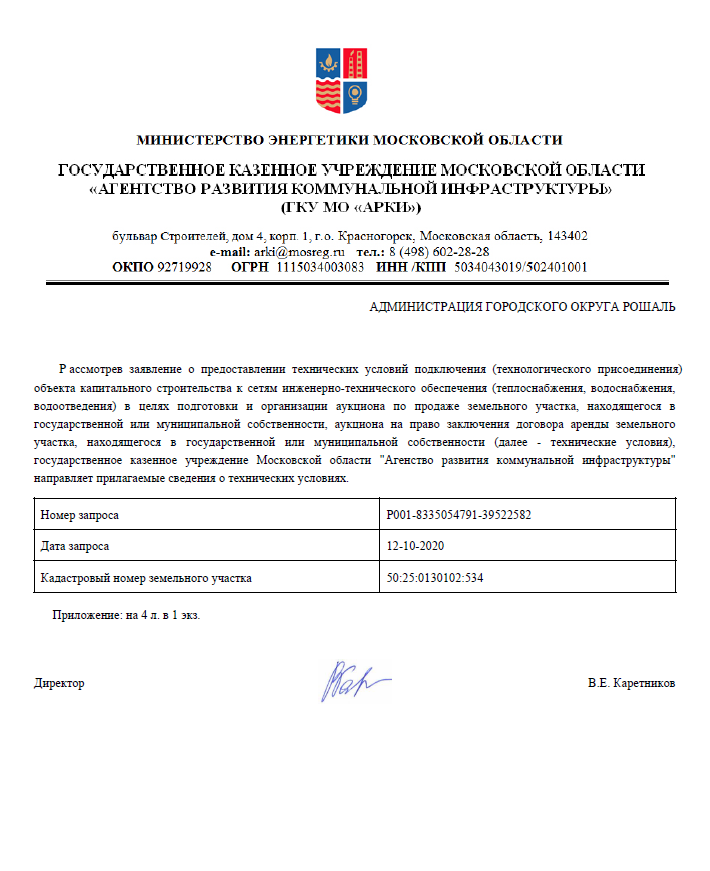 МИНИСТЕРСТВО ЭНЕРГЕТИКИ МОСКОВСКОЙ ОБЛАСТИ
ГОСУДАРСТВЕННОЕ КАЗЕННОЕ УЧРЕЖДЕНИЕ МОСКОВСКОЙ ОБЛАСТИ
«АГЕНТСТВО РАЗВИТИЯ КОММУНАЛЬНОЙ ИНФРАСТРУКТУРЫ»
(ГКУ МО «АРКИ»)
бульвар Строителей, дом 4, корп. 1, г.о. Красногорск, Московская область, 143402
e-mail: arki@mosreg.ru тел.: 8 (498) 602-28-28
ОКПО 92719928 ОГРН 1115034003083 ИНН /КПП 5034043019/502401001
АДМИНИСТРАЦИЯ ГОРОДСКОГО ОКРУГА РОШАЛЬ
Рассмотрев заявление о предоставлении технических условий подключения (технологического присоединения)
объекта капитального строительства к сетям инженерно-технического обеспечения (теплоснабжения, водоснабжения,
водоотведения) в целях подготовки и организации аукциона по продаже земельного участка, находящегося в
государственной или муниципальной собственности, аукциона на право заключения договора аренды земельного
участка, находящегося в государственной или муниципальной собственности (далее - технические условия),
государственное казенное учреждение Московской области "Агенство развития коммунальной инфраструктуры"
направляет прилагаемые сведения о технических условиях.
Номер запроса P001-8335054791-39522582
Дата запроса 12-10-2020
Кадастровый номер земельного участка 50:25:0130102:534
Приложение: на 4 л. в 1 экз.
Директор В.Е. Каретников